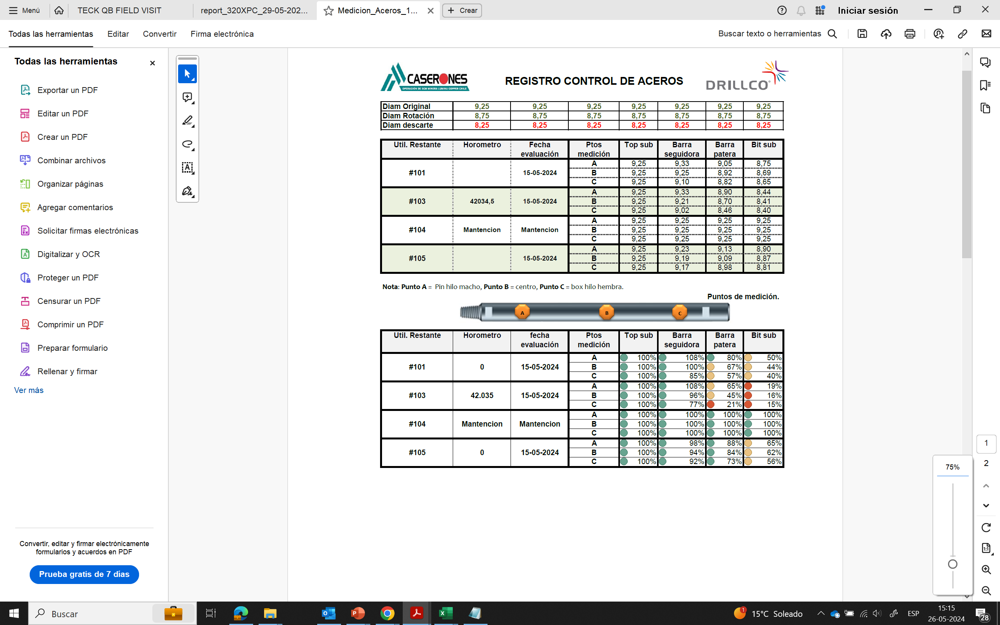 Menú
TECK QB FIELD VISIT
report_320XPC_29-05-202...
Medicion_Aceros_1...
Crear
Iniciar sesión
Todas las herramientas
Editar
Convertir
Firma electrónica
Buscar texto o herramientas
Todas las herramientas
Exportar un PDF
Editar un PDF
Crear un PDF
Combinar archivos
Organizar páginas
Agregar comentarios
Solicitar firmas electrónicas
Digitalizar y OCR
Proteger un PDF
Censurar un PDF
Comprimir un PDF
Preparar formulario
Rellenar y firmar
Ver más
Convertir, editar y firmar electrónicamente
formularios y acuerdos en PDF
Prueba gratis de 7 días
CASERONES
OPERACIÓN DE SCM MINERA LUMINA COPPER CHILE
REGISTRO CONTROL DE ACEROS
DRILLCO
Diam Original 9,25 9,25 9,25 9,25 9,25 9,25 9,25
Diam Rotación 8,75 8,75 8,75 8,75 8,75 8,75 8,75
Diam descarte 8,25 8,25 8,25 8,25 8,25 8,25 8,25
Util. Restante Horometro Fecha Ptos Top sub Barra Barra Bit sub
evaluación medición seguidora patera
A 9,25 9,33 9,05 8,75
#101 15-05-2024 B 9,25 9,25 8,92 8,69
C 9,25 9,10 8,82 8,65
A 9,25 9,33 8,90 8,44
#103 42034,5 15-05-2024 B 9,25 9,21 8,70 8,41
C 9,25 9,02 8,46 8,40
A 9,25 9,25 9,25 9,25
#104 Mantencion Mantencion B 9,25 9,25 9,25 9,25
C 9,25 9,25 9,25 9,25
A 9,25 9,23 9,13 8,90
#105 15-05-2024 B 9,25 9,19 9,09 8,87
C 9,25 9,17 8,98 8,81
Nota: Punto A = Pin hilo macho, Punto B = centro, Punto C = box hilo hembra.
Puntos de medición.
A B C
Util. Restante Horometro fecha Ptos Top sub Barra Barra Bit sub
evaluación medición seguidora patera
A 100% 108% 80% 50%
#101 0 15-05-2024 B 100% 100% 67% 44%
C 100% 85% 57% 40%
A 100% 108% 65% 19%
#103 42.035 15-05-2024 B 100% 96% 45% 16%
C 100% 77% 21% 15%
A 100% 100% 100% 100%
#104 Mantencion Mantencion B 100% 100% 100% 100%
C 100% 100% 100% 100%
A 100% 98% 88% 65%
#105 0 15-05-2024 B 100% 94% 84% 62%
C 100% 92% 73% 56%
1
2
75%
1:1
Buscar
1
15°C Soleado
ESP
15:15
26-05-2024
28